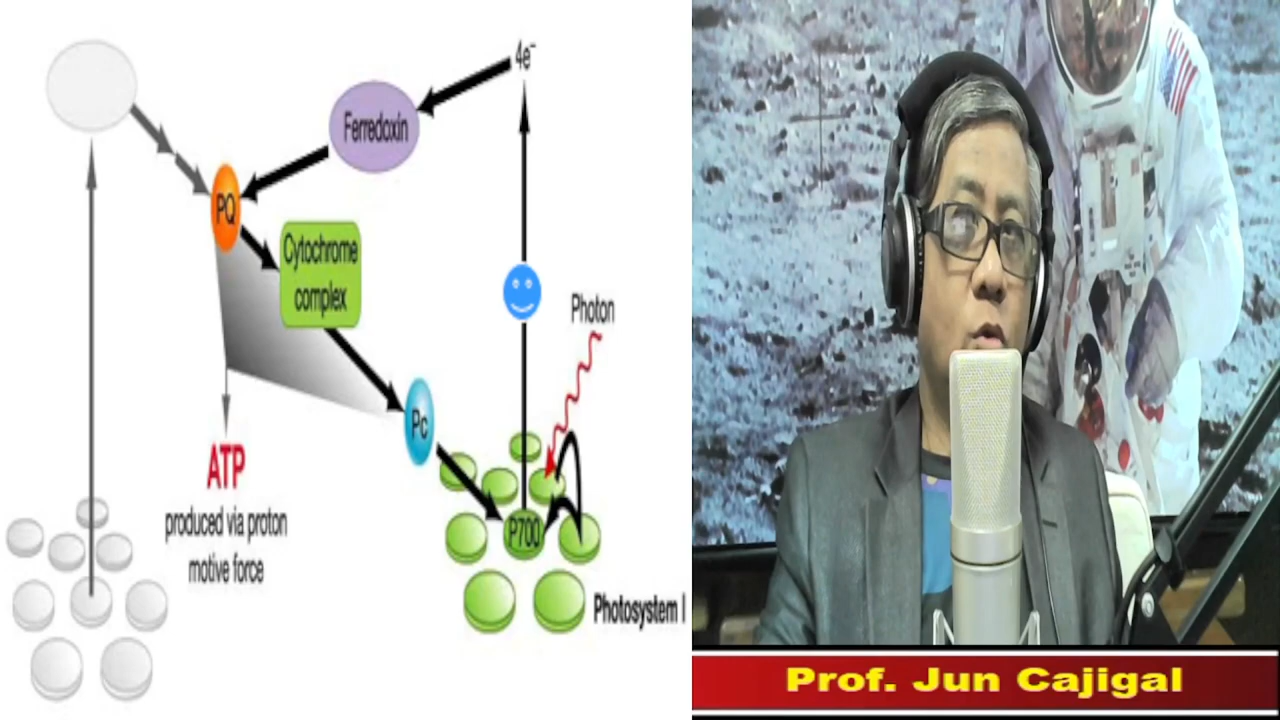 4e⁻
Ferredoxin
PQ
Cytochrome
complex
Photon
Pc
ATP
produced via proton
motive force
P700
Photosystem I
Prof. Jun Cajigal